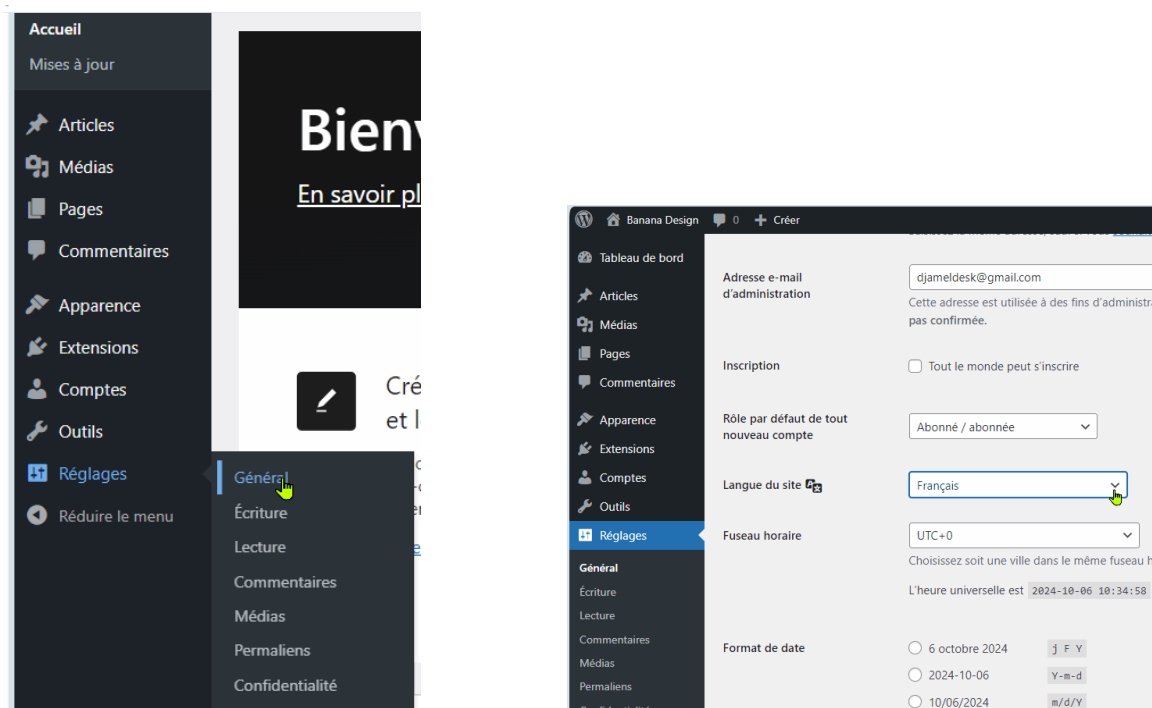 Accueil
Mises à jour
Articles
Médias
Pages
Commentaires
Apparence
Extensions
Comptes
Outils
Réglages
Réduire le menu
En savoir
Général
Écriture
Lecture
Commentaires
Médias
Permaliens
Confidentialité
et
Banana Design
0
Créer
Tableau de bord
Articles
Médias
Pages
Commentaires
Apparence
Extensions
Comptes
Outils
Réglages
Général
Écriture
Lecture
Commentaires
Médias
Permaliens
Adresse e-mail
d'administration
djameldesk@gmail.com
Cette adresse est utilisée à des fins
pas confirmée.
Inscription
Tout le monde peut s'inscrire
Rôle par défaut de tout
nouveau compte
Abonné / abonnée
Langue du site
Français
Fuseau horaire
UTC+0
Choisissez soit une ville dans le même fuseau
L'heure universelle est 2024-10-06 10:34:58
Format de date
6 octobre 2024 j F Y
2024-10-06 Y-m-d
10/06/2024 m/d/Y